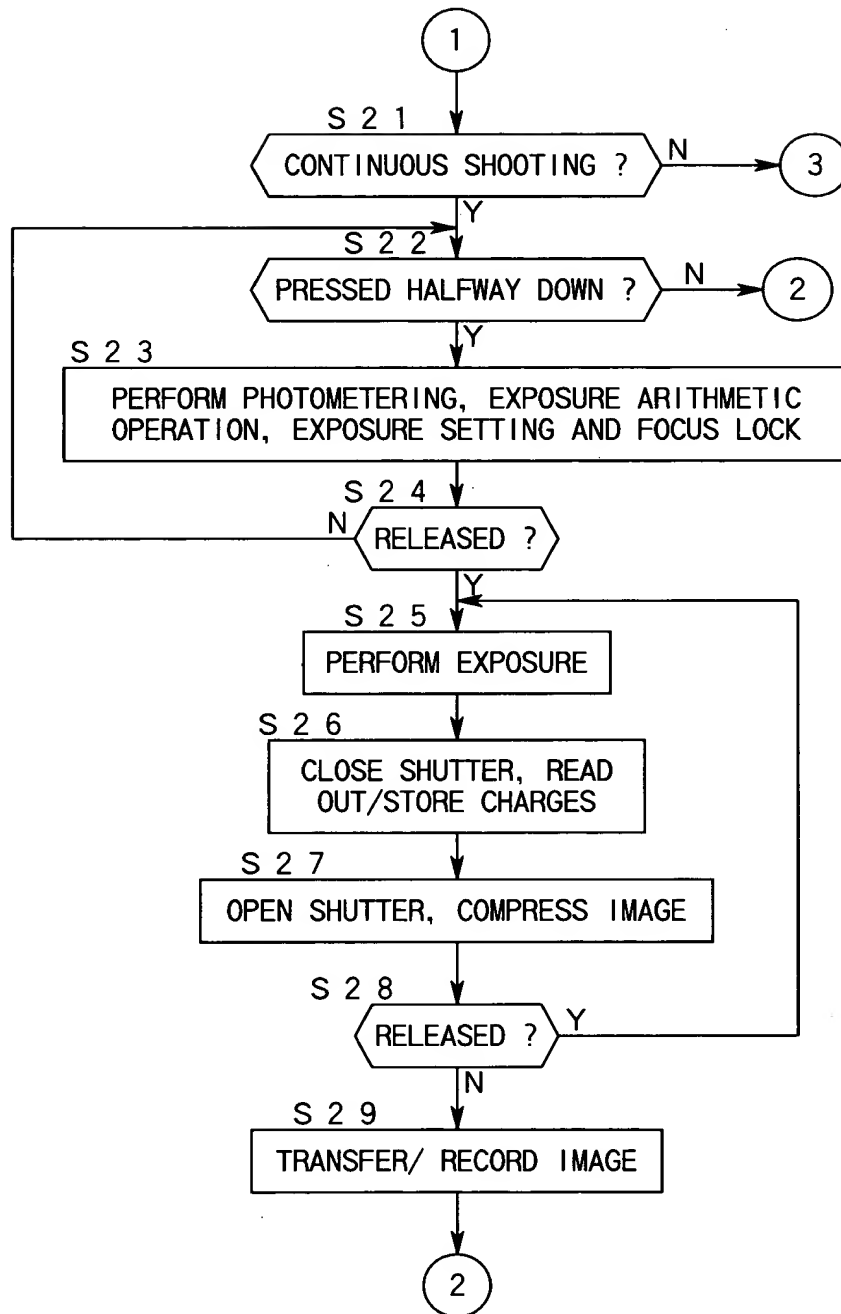 1
S21
CONTINUOUS SHOOTING ?
N
3
Y
S22
PRESSED HALFWAY DOWN ?
N
2
Y
S23
PERFORM PHOTOMETERING, EXPOSURE ARITHMETIC
OPERATION, EXPOSURE SETTING AND FOCUS LOCK
S24
N
RELEASED ?
Y
S25
PERFORM EXPOSURE
S26
CLOSE SHUTTER, READ
OUT/STORE CHARGES
S27
OPEN SHUTTER, COMPRESS IMAGE
S28
RELEASED ?
Y
N
S29
TRANSFER/ RECORD IMAGE
2